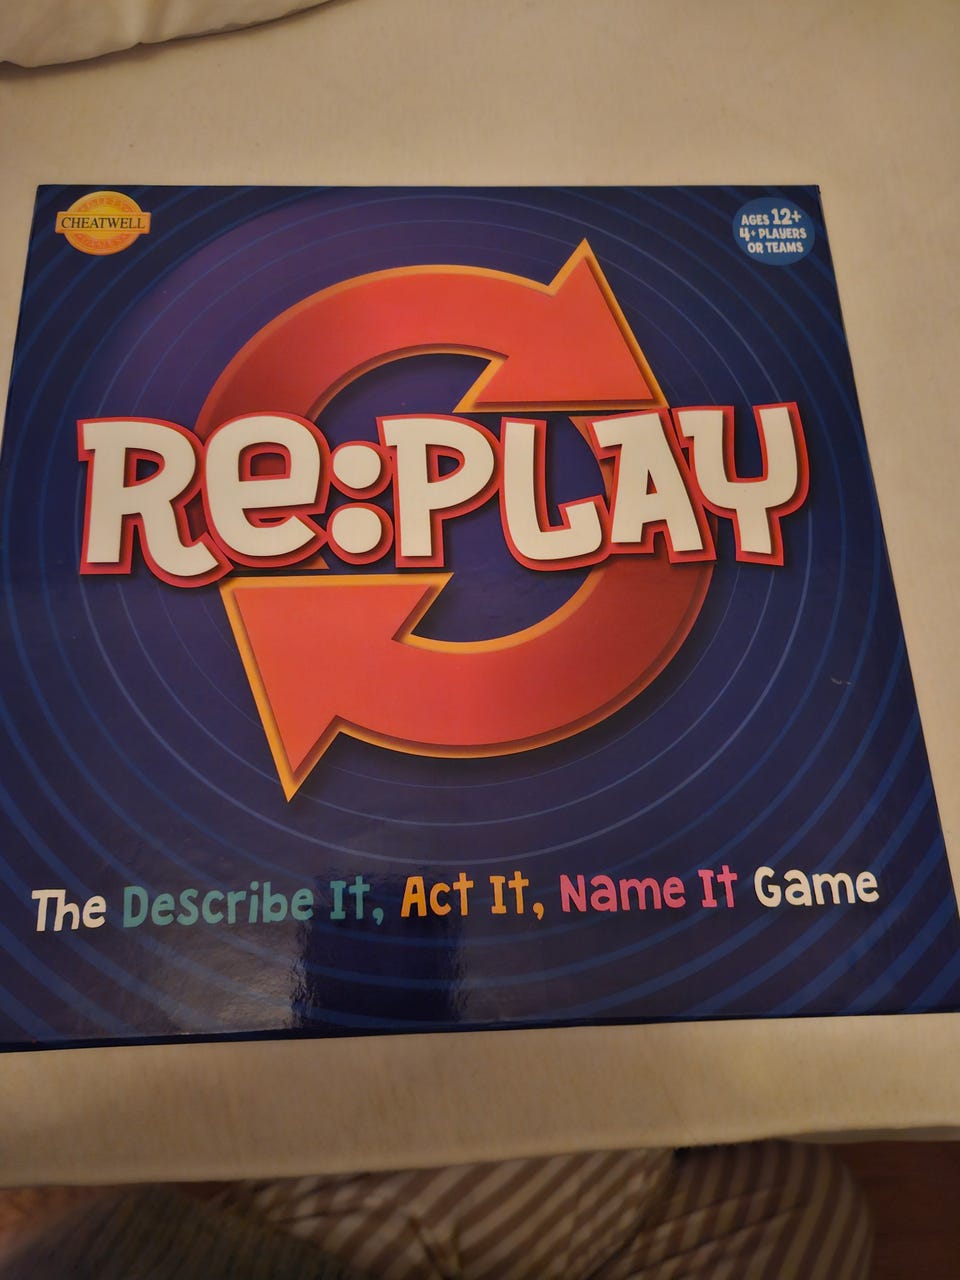 CHEATWELL
AGES 12+
4+ PLAYERS
OR TEAMS
Re:PLAY
The Describe It, Act It, Name It Game